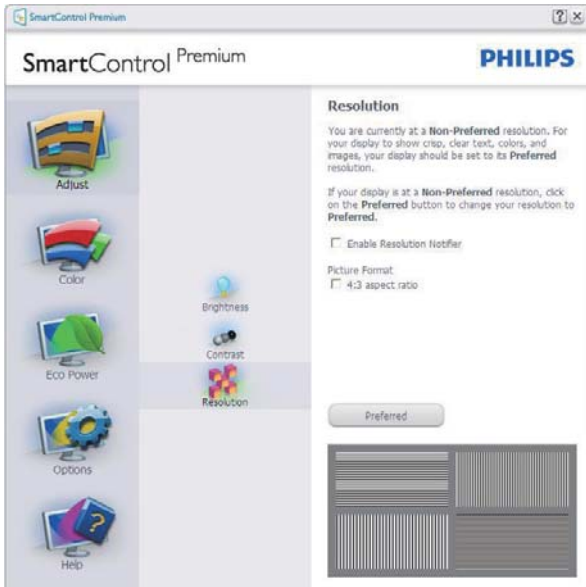 SmartControl Premium
? ×
SmartControl Premium
PHILIPS
Adjust
Color
Eco Power
Options
Help
Brightness
Contrast
Resolution
Resolution
You are currently at a Non-Preferred resolution. For
your display to show crisp, clear text, colors, and
images, your display should be set to its Preferred
resolution.
If your display is at a Non-Preferred resolution, click
on the Preferred button to change your resolution to
Preferred.
Enable Resolution Notifier
Picture Format
4:3 aspect ratio
Preferred